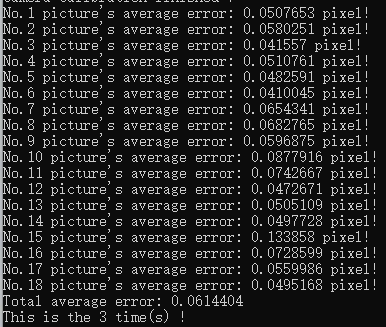 No.1 picture's average error: 0.0507653 pixel!
No.2 picture's average error: 0.0580251 pixel!
No.3 picture's average error: 0.041557 pixel!
No.4 picture's average error: 0.0510761 pixel!
No.5 picture's average error: 0.0482591 pixel!
No.6 picture's average error: 0.0410045 pixel!
No.7 picture's average error: 0.0654341 pixel!
No.8 picture's average error: 0.0682765 pixel!
No.9 picture's average error: 0.0596875 pixel!
No.10 picture's average error: 0.0877916 pixel!
No.11 picture's average error: 0.0742667 pixel!
No.12 picture's average error: 0.0472671 pixel!
No.13 picture's average error: 0.0505109 pixel!
No.14 picture's average error: 0.0497728 pixel!
No.15 picture's average error: 0.133858 pixel!
No.16 picture's average error: 0.0728599 pixel!
No.17 picture's average error: 0.0559986 pixel!
No.18 picture's average error: 0.0495168 pixel!
Total average error: 0.0614404
This is the 3 time(s) !